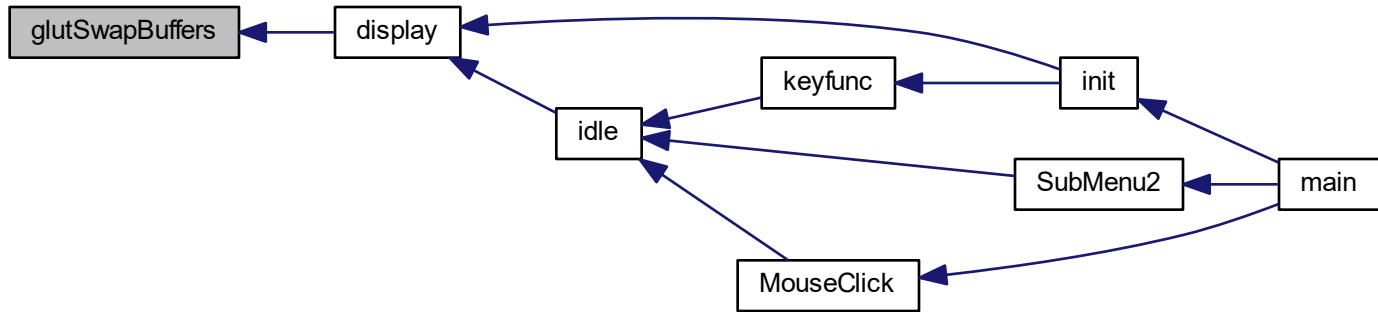 glutSwapBuffers
display
idle
keyfunc
init
SubMenu2
main
MouseClick